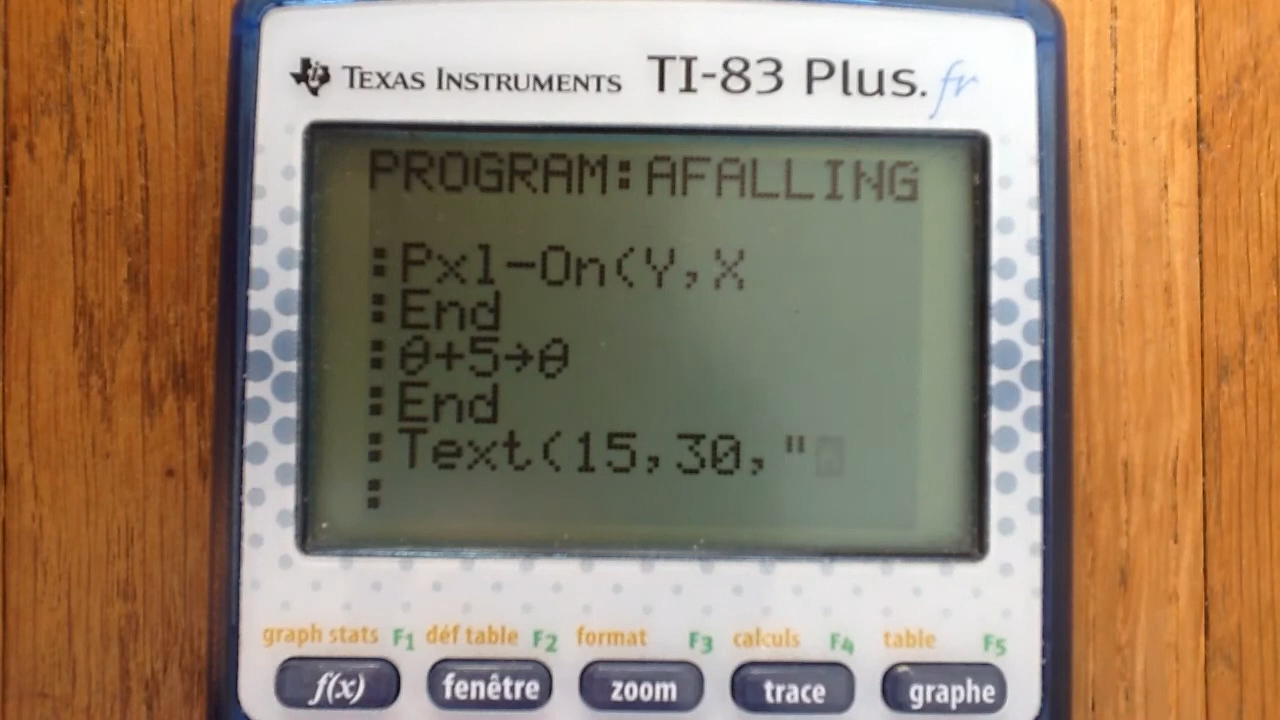 TEXAS INSTRUMENTS TI-83 Plus.fr
PROGRAM:AFALLING
:Pxl-On(Y,X
:End
:θ+5→θ
:End
:Text(15,30,"
:
graph stats F1 déf table F2 format F3 calculs F4 table F5
f(x) fenêtre zoom trace graphe